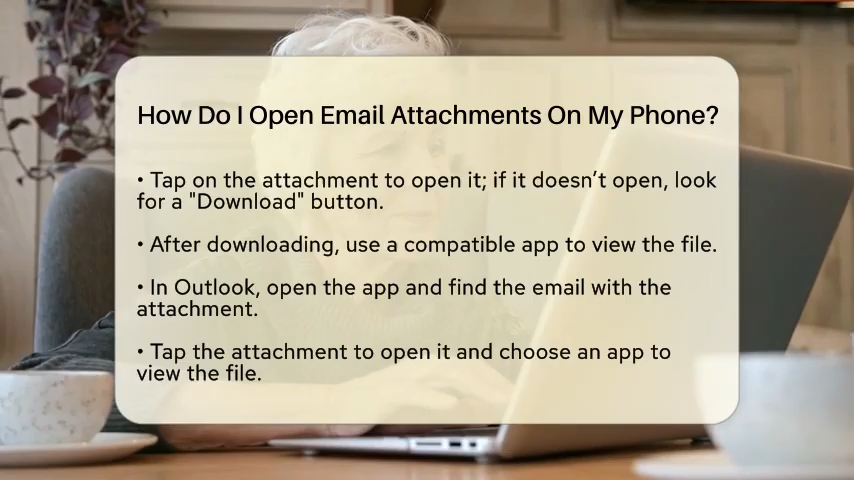 How Do I Open Email Attachments On My Phone?
• Tap on the attachment to open it; if it doesn’t open, look
for a "Download" button.
• After downloading, use a compatible app to view the file.
• In Outlook, open the app and find the email with the
attachment.
• Tap the attachment to open it and choose an app to
view the file.